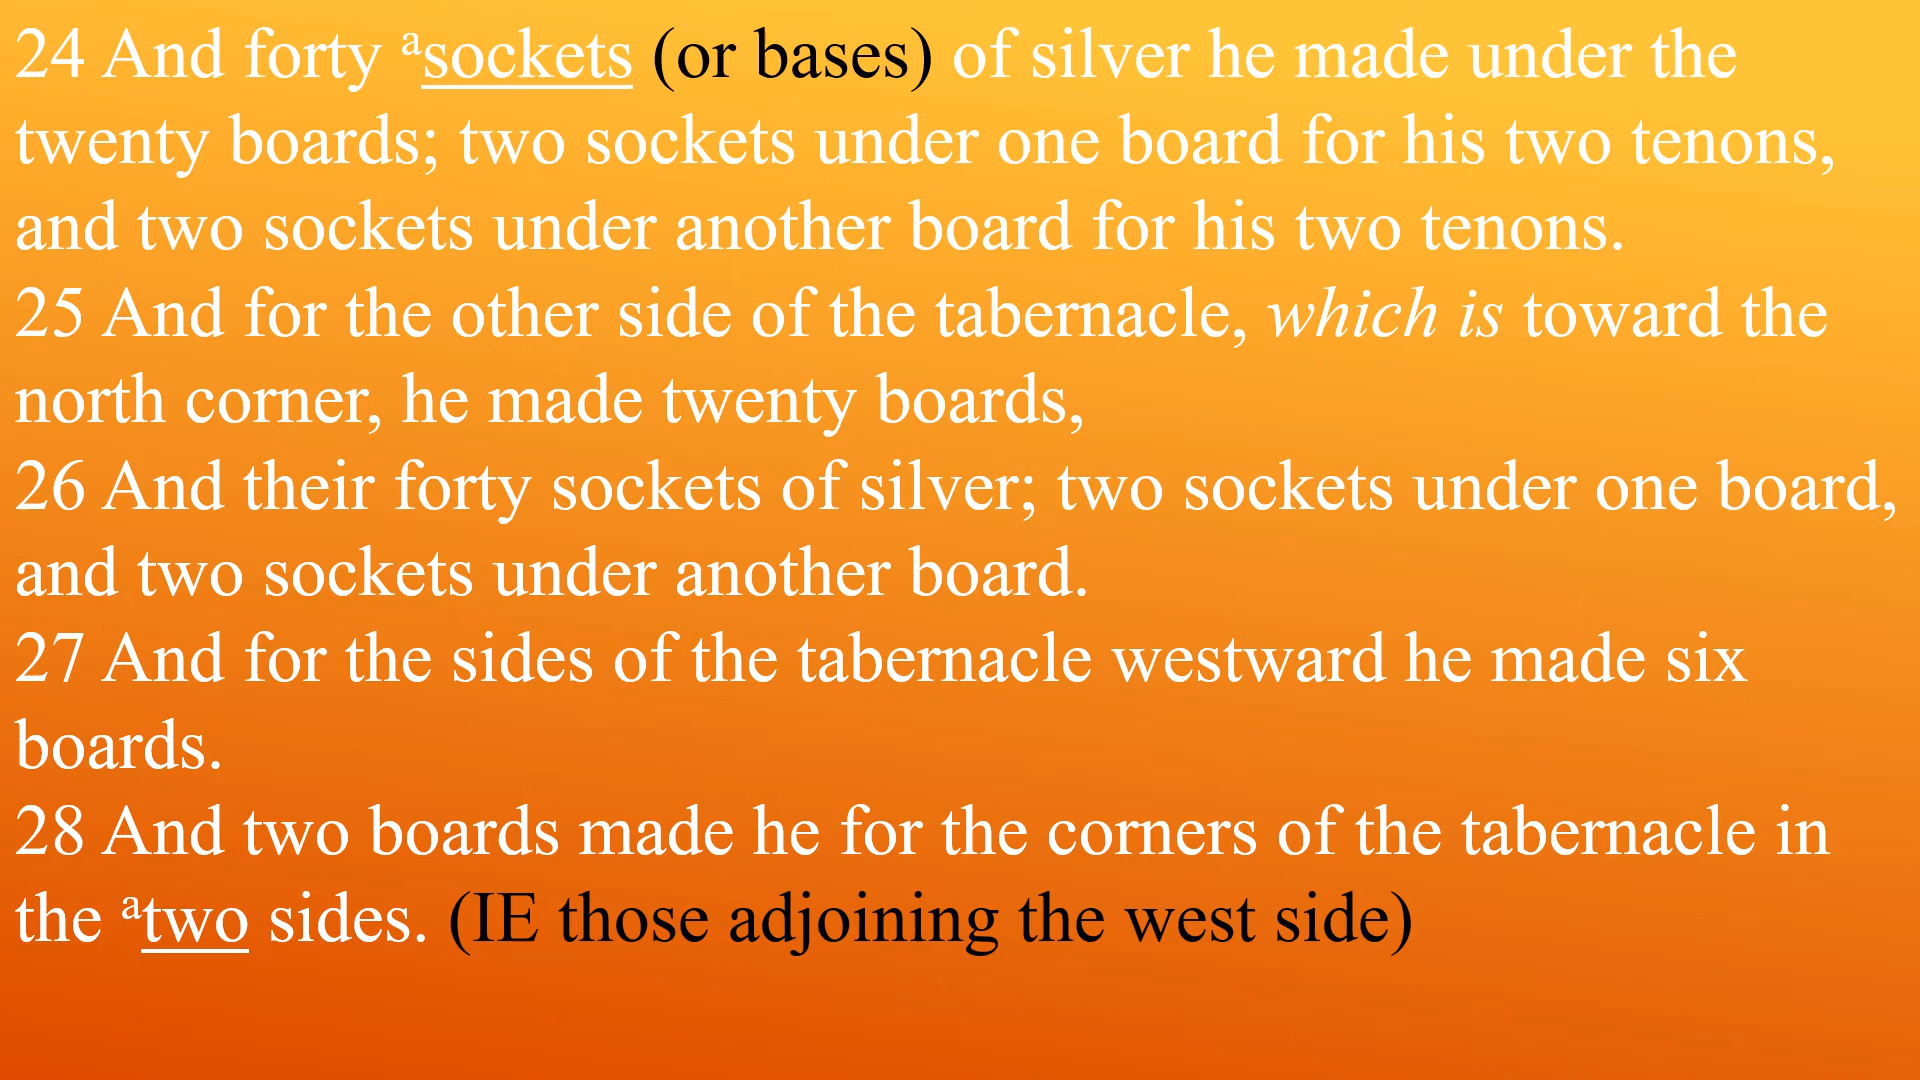 24 And forty ᵃsockets (or bases) of silver he made under the
twenty boards; two sockets under one board for his two tenons,
and two sockets under another board for his two tenons.
25 And for the other side of the tabernacle, which is toward the
north corner, he made twenty boards,
26 And their forty sockets of silver; two sockets under one board,
and two sockets under another board.
27 And for the sides of the tabernacle westward he made six
boards.
28 And two boards made he for the corners of the tabernacle in
the ᵃtwo sides. (IE those adjoining the west side)